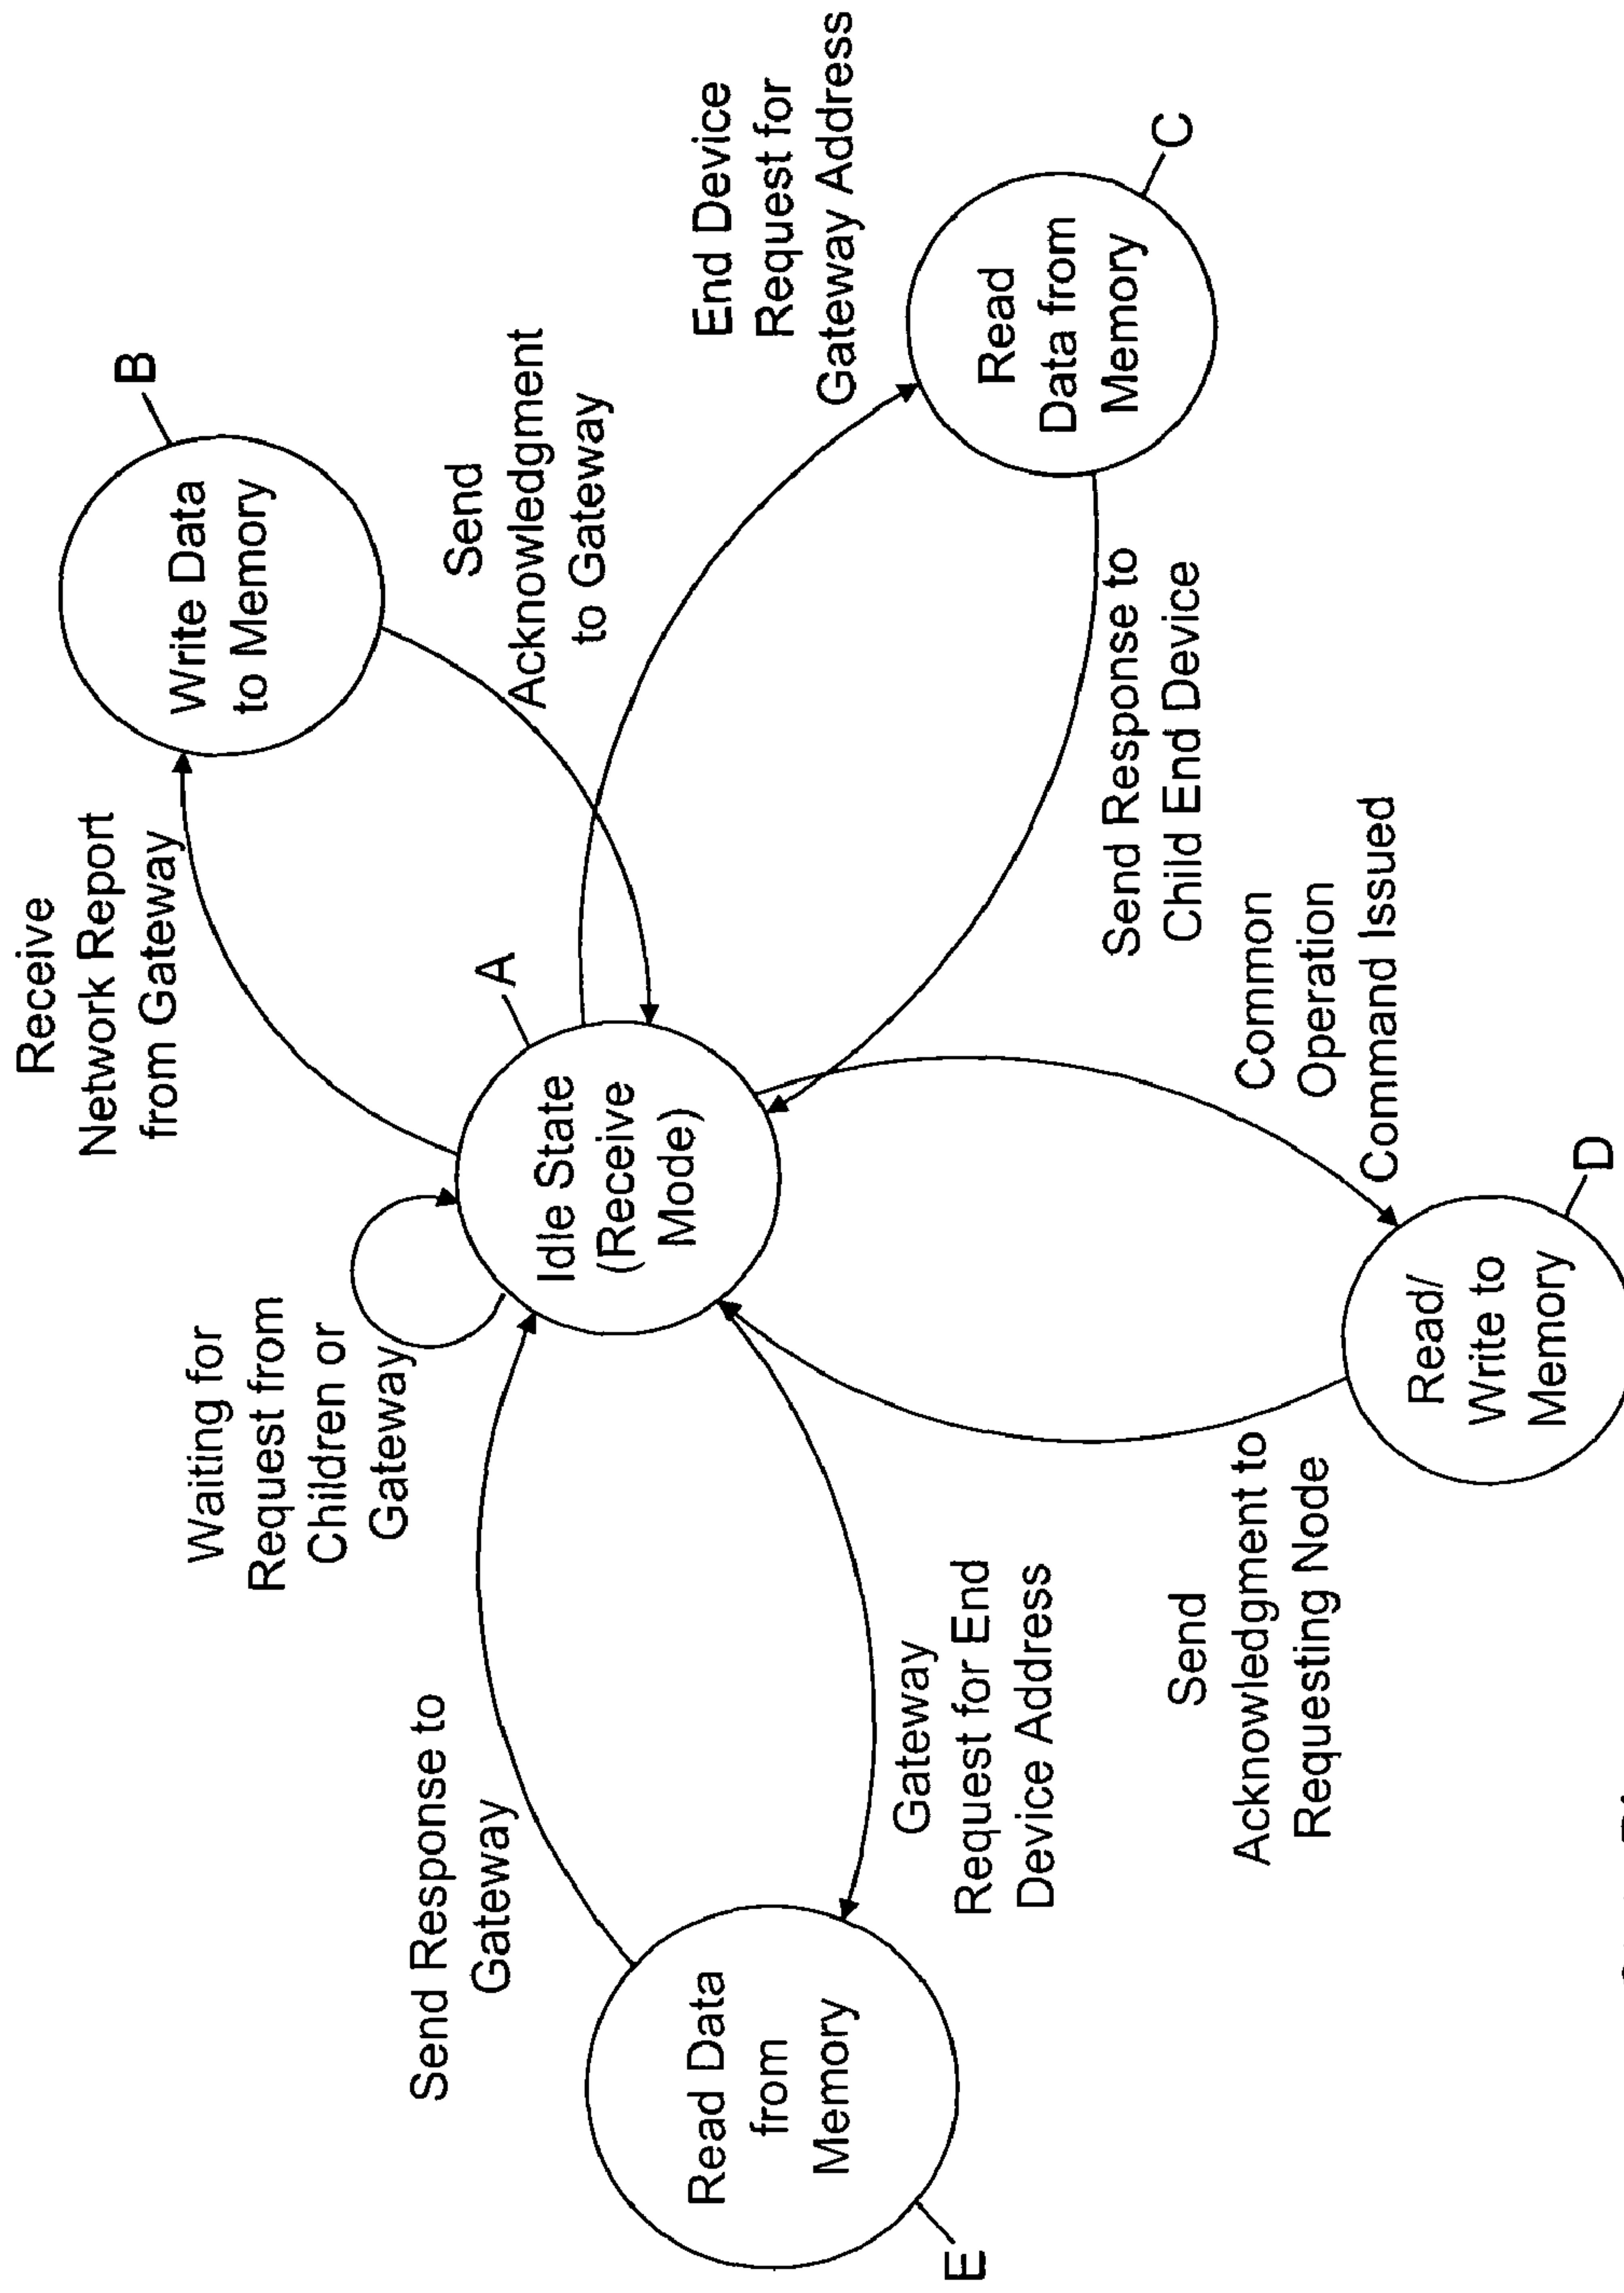 Receive
Network Report
from Gateway
B
Write Data
to Memory
Waiting for
Request from
Children or
Gateway
A
Idle State
(Receive
Mode)
Send
Acknowledgment
to Gateway
End Device
Request for
Gateway Address
C
Read
Data from
Memory
Send Response to
Child End Device
Send Response to
Gateway
Read Data
from
Memory
E
Gateway
Request for End
Device Address
Common
Operation
Command Issued
D
Read/
Write to
Memory
Send
Acknowledgment to
Requesting Node